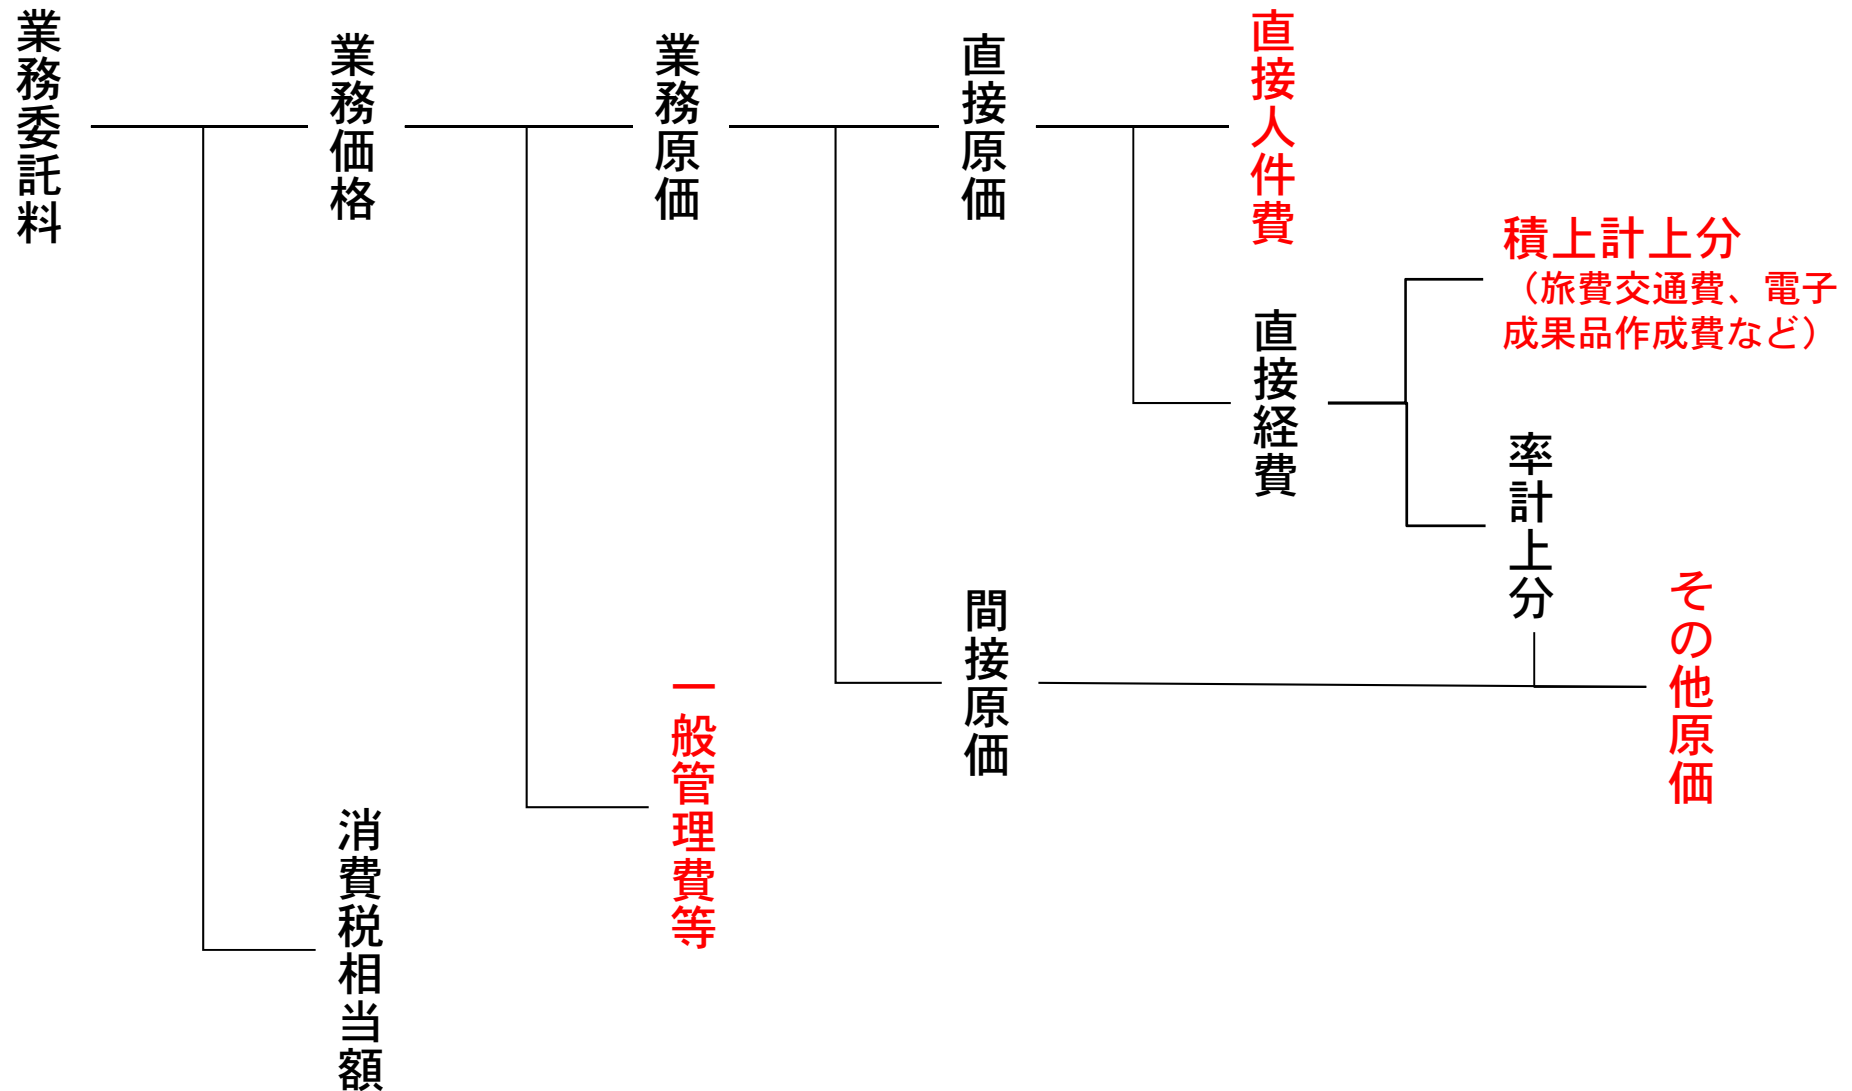 業務委託料
業務価格
業務原価
直接原価
直接人件費
積上計上分
（旅費交通費、電子
成果品作成費など）
直接経費
率計上分
間接原価
その他原価
一般管理費等
消費税相当額